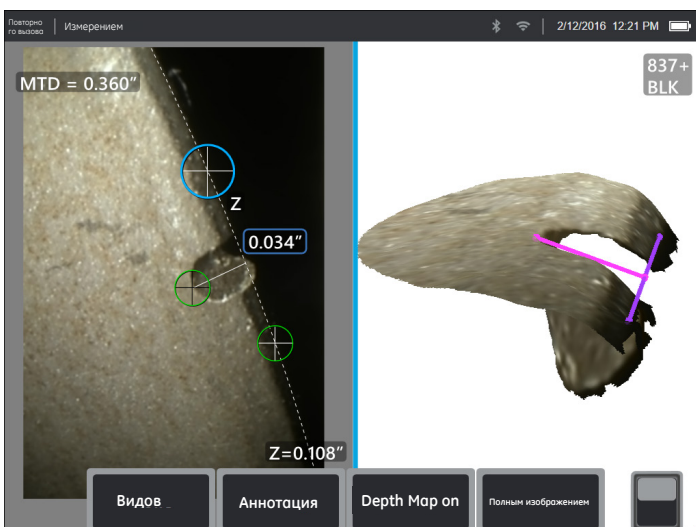 Повторно
го вызова
Измерением
2/12/2016 12:21 PM
MTD = 0.360"
837+
BLK
Z
0.034"
Z=0.108"
Видов
Аннотация
Depth Map on
Полным изображением